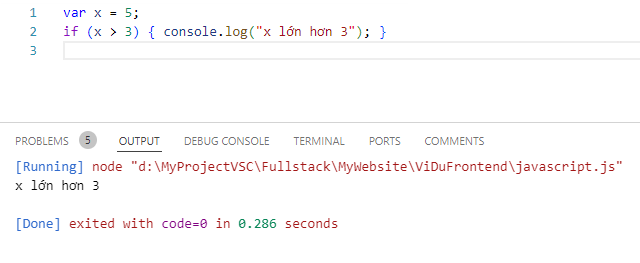 1 var x = 5;
2 if (x > 3) { console.log("x lớn hơn 3"); }
3
PROBLEMS 5 OUTPUT DEBUG CONSOLE TERMINAL PORTS COMMENTS
[Running] node "d:\MyProjectVSC\Fullstack\MyWebsite\ViDuFrontend\javascript.js"
x lớn hơn 3
[Done] exited with code=0 in 0.286 seconds